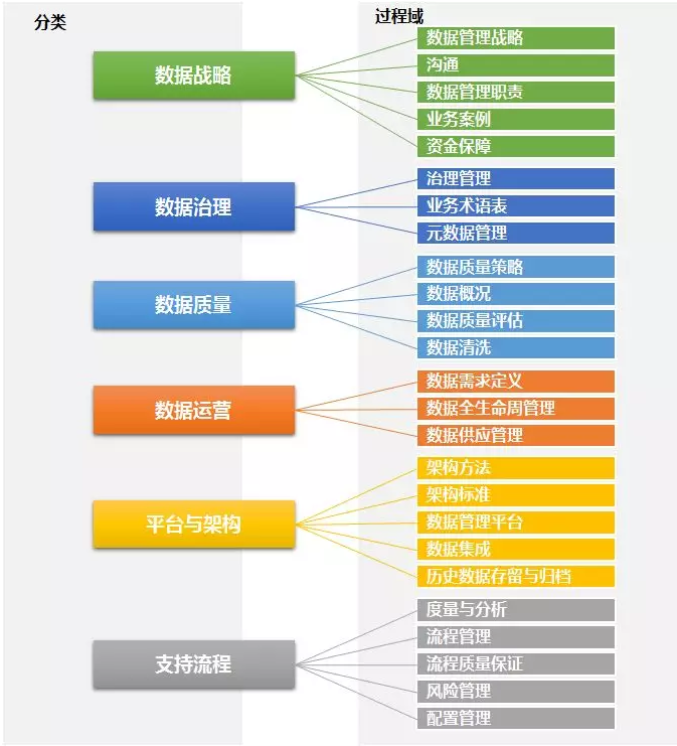 分类
过程域
数据战略
数据管理战略
沟通
数据管理职责
业务案例
资金保障
数据治理
治理管理
业务术语表
元数据管理
数据质量
数据质量策略
数据概况
数据质量评估
数据清洗
数据运营
数据需求定义
数据全生命周管理
数据供应管理
平台与架构
架构方法
架构标准
数据管理平台
数据集成
历史数据存留与归档
支持流程
度量与分析
流程管理
流程质量保证
风险管理
配置管理